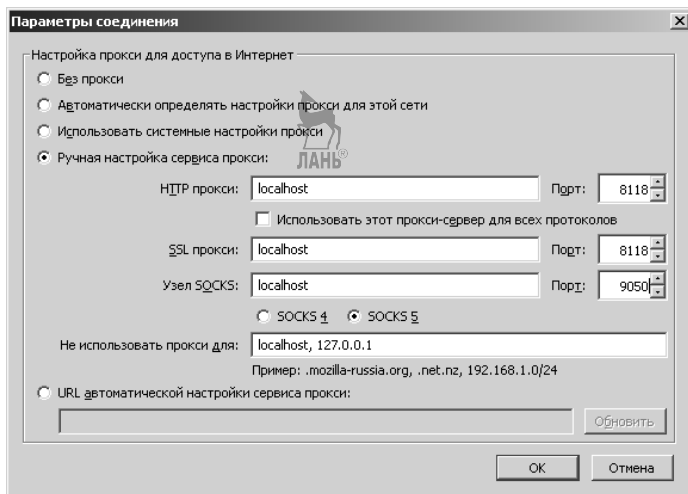 Параметры соединения
Настройка прокси для доступа в Интернет
Без прокси
Автоматически определять настройки прокси для этой сети
Использовать системные настройки прокси
Ручная настройка сервиса прокси:
ЛАНЬ®
HTTP прокси: localhost Порт: 8118
Использовать этот прокси-сервер для всех протоколов
SSL прокси: localhost Порт: 8118
Узел SOCKS: localhost Порт: 9050
SOCKS 4 SOCKS 5
Не использовать прокси для: localhost, 127.0.0.1
Пример: .mozilla-russia.org, .net.nz, 192.168.1.0/24
URL автоматической настройки сервиса прокси:
Обновить
OK Отмена